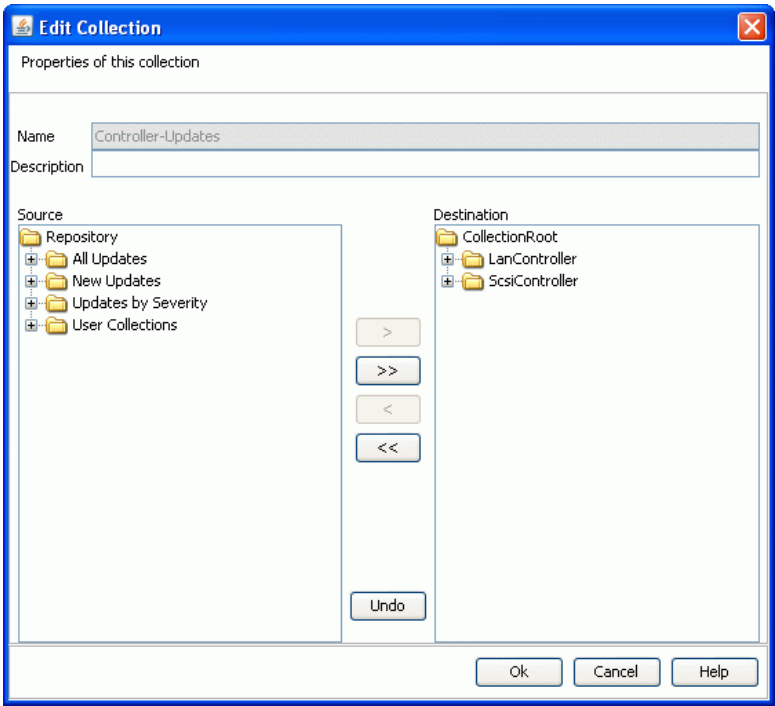 Edit Collection
Properties of this collection
Name
Controller-Updates
Description
Source
Repository
All Updates
New Updates
Updates by Severity
User Collections
>
>>
<
<<
Undo
Destination
CollectionRoot
LanController
ScsiController
Ok
Cancel
Help